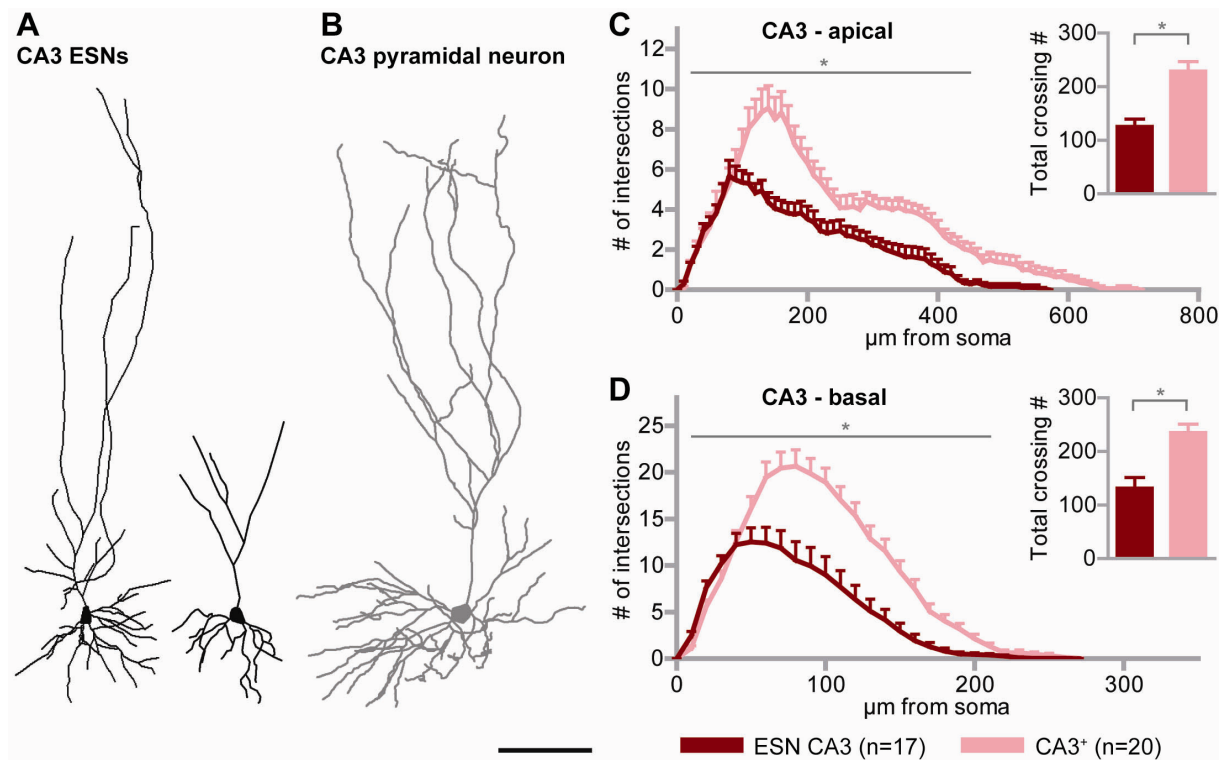 A
CA3 ESNs
B
CA3 pyramidal neuron
C
CA3 - apical
# of intersections
12
10
8
6
4
2
0
0
200
400
600
800
µm from soma
*
Total crossing #
300
200
100
0
*
D
CA3 - basal
# of intersections
25
20
15
10
5
0
0
100
200
300
µm from soma
*
Total crossing #
300
200
100
0
*
ESN CA3 (n=17)
CA3⁺ (n=20)